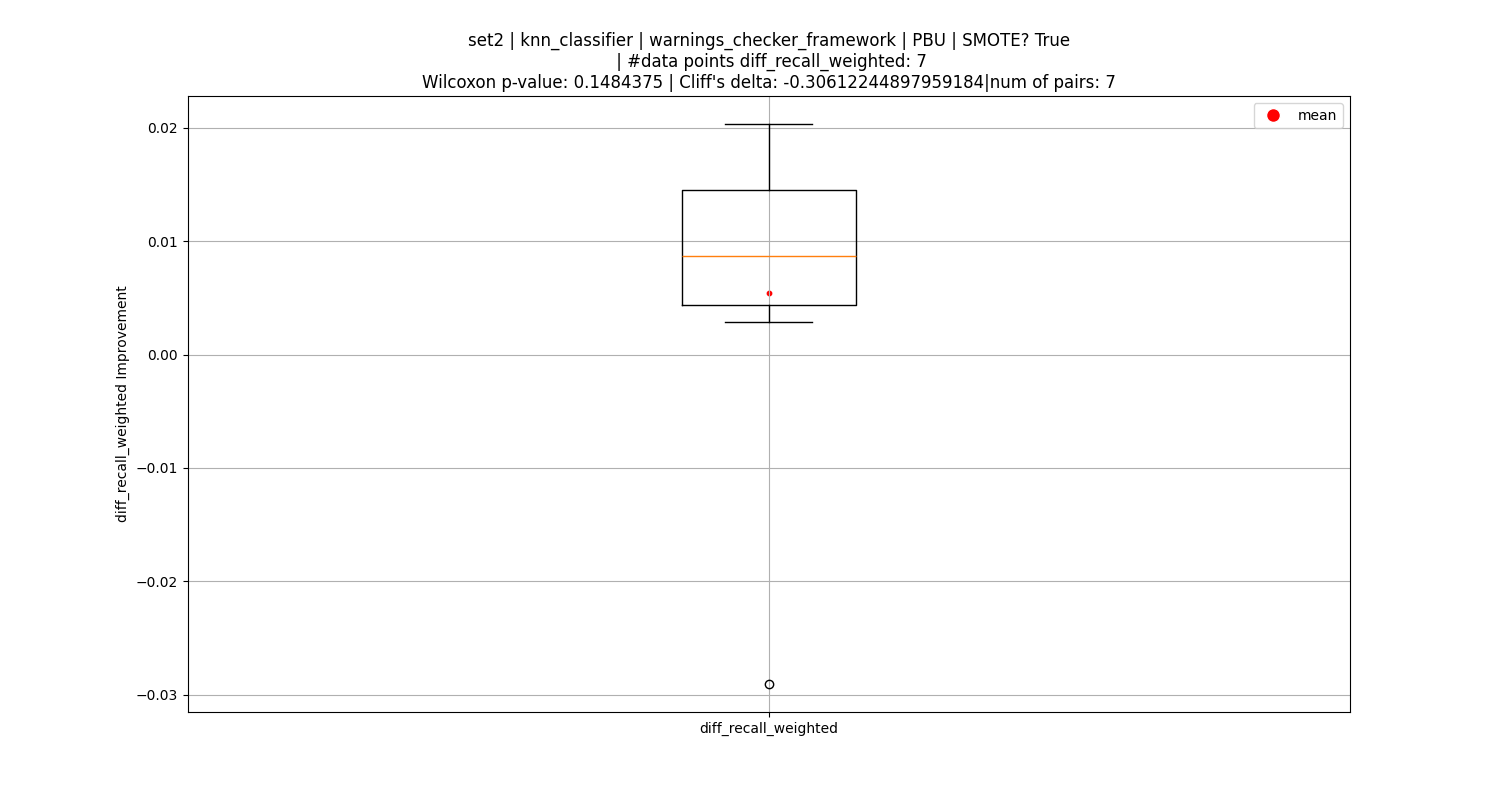 set2 | knn_classifier | warnings_checker_framework | PBU | SMOTE? True
| #data points diff_recall_weighted: 7
Wilcoxon p-value: 0.1484375 | Cliff's delta: -0.30612244897959184|num of pairs: 7
mean
0.02
0.01
0.00
−0.01
−0.02
−0.03
diff_recall_weighted Improvement
diff_recall_weighted